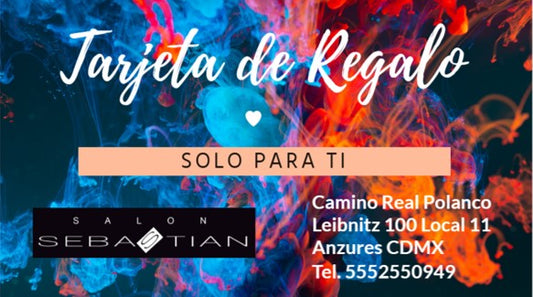 Tarjeta de Regalo
SOLO PARA TI
SALON
SEBASTIAN
Camino Real Polanco
Leibnitz 100 Local 11
Anzures CDMX
Tel. 5552550949